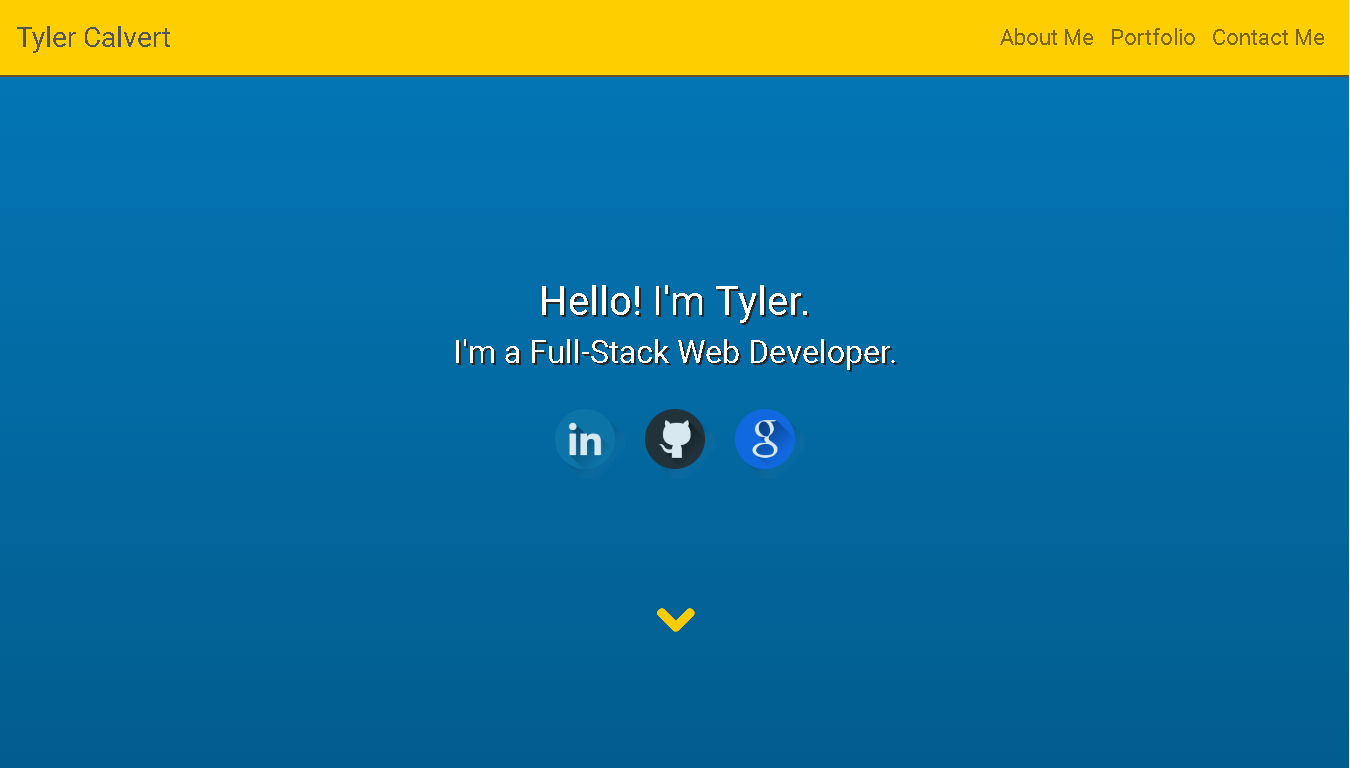 Tyler Calvert
About Me Portfolio Contact Me
Hello! I'm Tyler.
I'm a Full-Stack Web Developer.
in
g